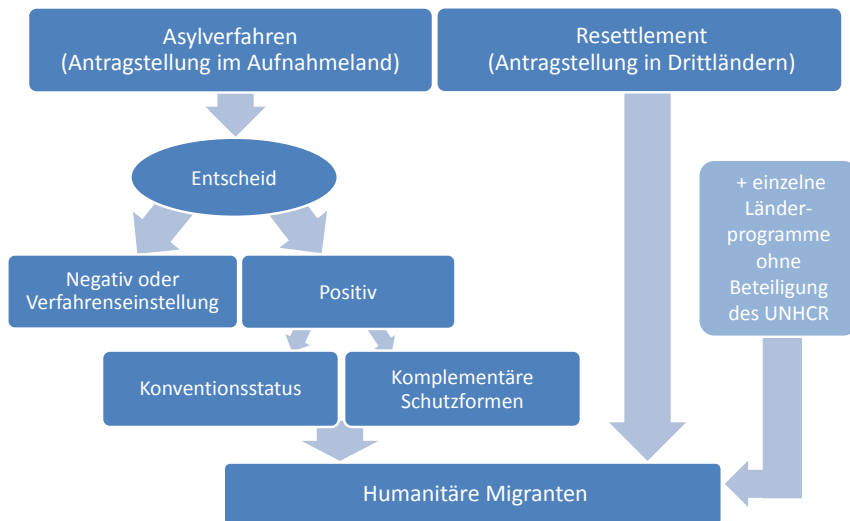 Asylverfahren
(Antragstellung im Aufnahmeland)
Resettlement
(Antragstellung in Drittländern)
Entscheid
+ einzelne
Länder-
programme
ohne
Beteiligung
des UNHCR
Negativ oder
Verfahrenseinstellung
Positiv
Konventionsstatus
Komplementäre
Schutzformen
Humanitäre Migranten